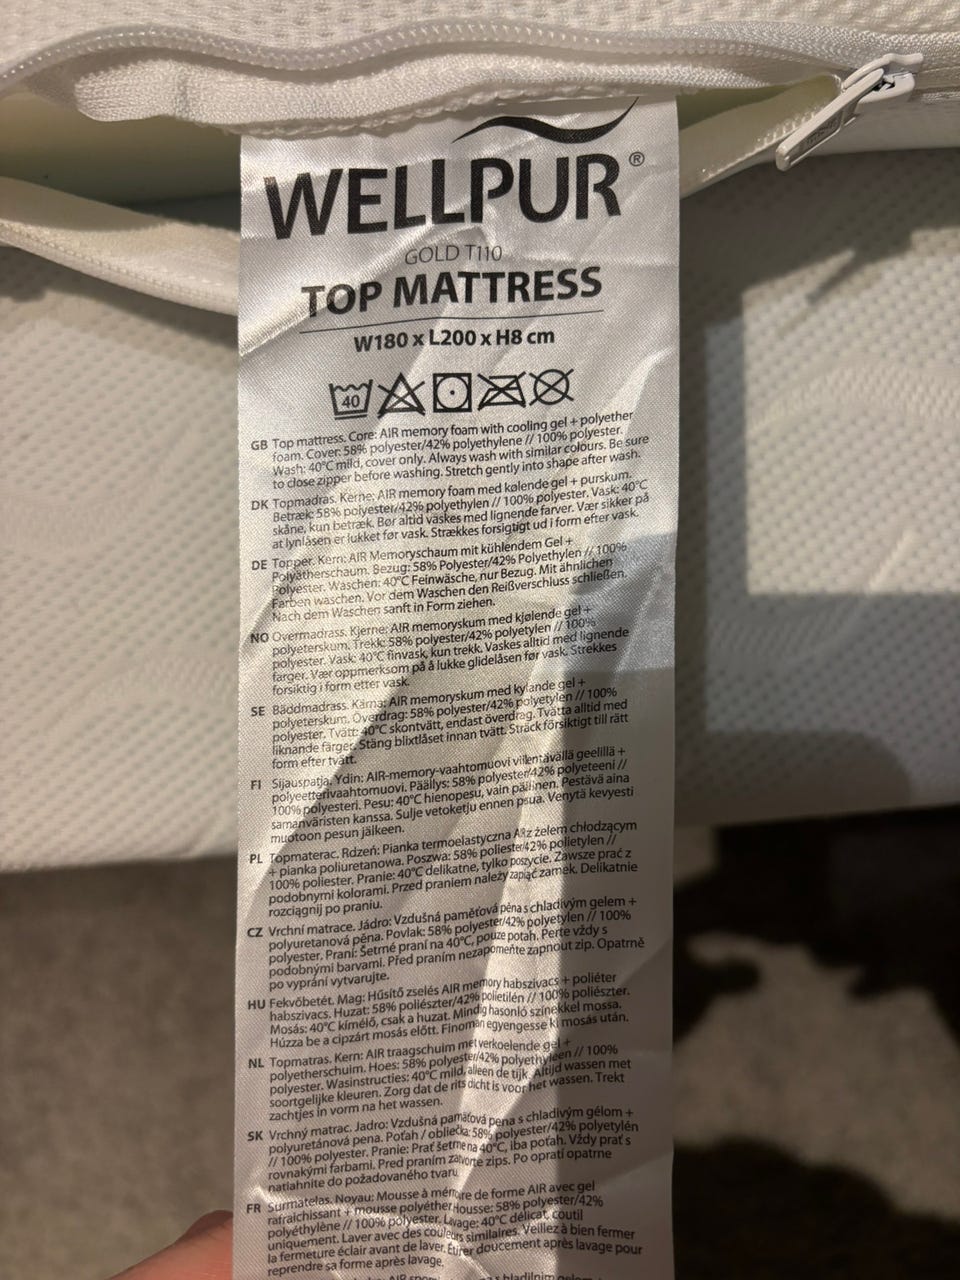 WELLPUR®
GOLD T110
TOP MATTRESS
W180 x L200 x H8 cm
40
GB Top mattress. Core: AIR memory foam with cooling gel + polyether
foam. Cover: 58% polyester/42% polyethylene // 100% polyester.
Wash: 40°C mild, cover only. Always wash with similar colours. Be sure
to close zipper before washing. Stretch gently into shape after wash.
DK Topmadras. Kerne: AIR memory foam med kølende gel + purskum.
Betræk: 58% polyester/42% polyethylen // 100% polyester. Vask: 40°C
skåne, kun betræk. Bør altid vaskes med lignende farver. Vær sikker på
at lynlåsen er lukket før vask. Strækkes forsigtigt ud i form efter vask.
DE Topper. Kern: AIR Memoryschaum mit kühlendem Gel +
Polyätherschaum. Bezug: 58% Polyester/42% Polyethylen // 100%
Polyester. Waschen: 40°C Feinwäsche, nur Bezug. Mit ähnlichen
Farben waschen. Vor dem Waschen den Reißverschluss schließen.
Nach dem Waschen sanft in Form ziehen.
NO Overmadrass. Kjerne: AIR memoryskum med kjølende gel +
polyeterskum. Trekk: 58% polyester/42% polyetylen // 100%
polyester. Vask: 40°C finvask, kun trekk. Vaskes alltid med lignende
farger. Vær oppmerksom på å lukke glidelåsen før vask. Strekkes
forsiktig i form etter vask.
SE Bäddmadrass. Kärna: AIR memoryskum med kylande gel +
polyeterskum. Överdrag: 58% polyester/42% polyetylen // 100%
polyester. Tvätt: 40°C skontvätt, endast överdrag. Tvätta alltid med
liknande färger. Stäng blixtlåset innan tvätt. Sträck försiktigt till rätt
form efter tvätt.
FI Sijauspatja. Ydin: AIR-memory-vaahtomuovi viilentävällä geelillä +
polyeetterivaahtomuovi. Päällys: 58% polyester/42% polyeteeni //
100% polyesteri. Pesu: 40°C hienopesu, vain päällinen. Pestävä aina
samanväristen kanssa. Sulje vetoketju ennen pesua. Venytä kevyesti
muotoon pesun jälkeen.
PL Topmaterac. Rdzeń: Pianka termoelastyczna AIR z żelem chłodzącym
+ pianka poliuretanowa. Poszwa: 58% poliester/42% polietylen //
100% poliester. Pranie: 40°C delikatne, tylko poszycie. Zawsze prać z
podobnymi kolorami. Przed praniem należy zapiąć zamek. Delikatnie
rozciągnij po praniu.
CZ Vrchní matrace. Jádro: Vzdušná paměťová pěna s chladivým gelem +
polyuretanová pěna. Povlak: 58% polyester/42% polyetylen // 100%
polyester. Praní: Šetrné praní na 40°C, pouze potah. Perte vždy s
podobnými barvami. Před praním nezapomeňte zapnout zip. Opatrně
po vyprání vytvarujte.
HU Fekvőbetét. Mag: Hűsítő zselés AIR memory habszivacs + poliéter
habszivacs. Huzat: 58% poliészter/42% polietilén // 100% poliészter.
Mosás: 40°C kímélő, csak a huzat. Mindig hasonló színekkel mossa.
Húzza be a cipzárt mosás előtt. Finoman egyengesse ki mosás után.
NL Topmatras. Kern: AIR traagschuim met verkoelende gel +
polyetherschuim. Hoes: 58% polyester/42% polyethyleen // 100%
polyester. Wasinstructies: 40°C mild, alleen de tijk. Altijd wassen met
soortgelijke kleuren. Zorg dat de rits dicht is voor het wassen. Trekt
zachtjes in vorm na het wassen.
SK Vrchný matrac. Jadro: Vzdušná pamäťová pena s chladivým gélom +
polyuretánová pena. Poťah / obliečka: 58% polyester/42% polyetylén
// 100% polyester. Pranie: Prať šetrne na 40°C, iba poťah. Vždy prať s
rovnakými farbami. Pred praním zatvorte zips. Po opratí opatrne
natiahnite do požadovaného tvaru.
FR Surmatelas. Noyau: Mousse à mémoire de forme AIR avec gel
rafraîchissant + mousse polyéther Housse: 58% polyester/42%
polyéthylène // 100% polyester. Lavage: 40°C délicat, coutil
uniquement. Laver avec des couleurs similaires. Veillez à bien fermer
la fermeture éclair avant de laver. Étirer doucement après lavage pour
reprendre sa forme après lavage.